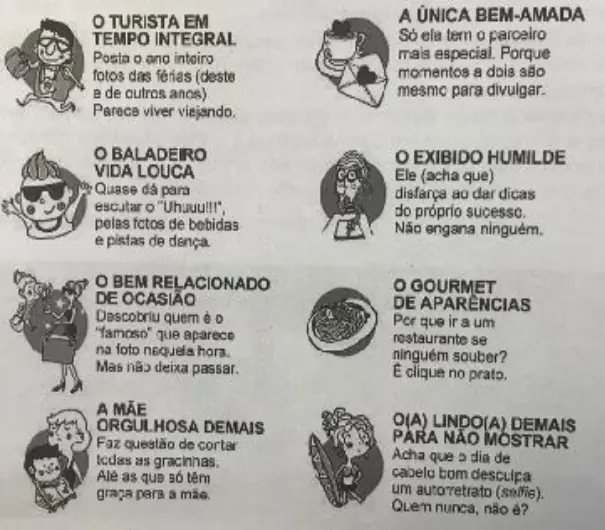 O TURISTA EM
TEMPO INTEGRAL
Posta o ano inteiro
fotos das férias (deste
e de outros anos)
Parece viver viajando.
A ÚNICA BEM-AMADA
Só ela tem o parceiro
mais especial. Porque
momentos a dois são
mesmo para divulgar.
O BALADEIRO
VIDA LOUCA
Quase dá para
escutar o "Uhuuu!!!",
pelas fotos de bebidas
e pistas de dança.
O EXIBIDO HUMILDE
Ele (acha que)
disfarça ao dar dicas
do próprio sucesso.
Não engana ninguém.
O BEM RELACIONADO
DE OCASIÃO
Descobriu quem é o
"famoso" que aparece
na foto naquela hora.
Mas não deixa passar.
O GOURMET
DE APARÊNCIAS
Por que ir a um
restaurante se
ninguém souber?
É clique no prato.
A MÃE
ORGULHOSA DEMAIS
Faz questão de contar
todas as gracinhas.
Até as que só têm
graça para a mãe.
O(A) LINDO(A) DEMAIS
PARA NÃO MOSTRAR
Acha que o dia de
cabelo bom desculpa
um autorretrato (selfie).
Quem nunca, não é?